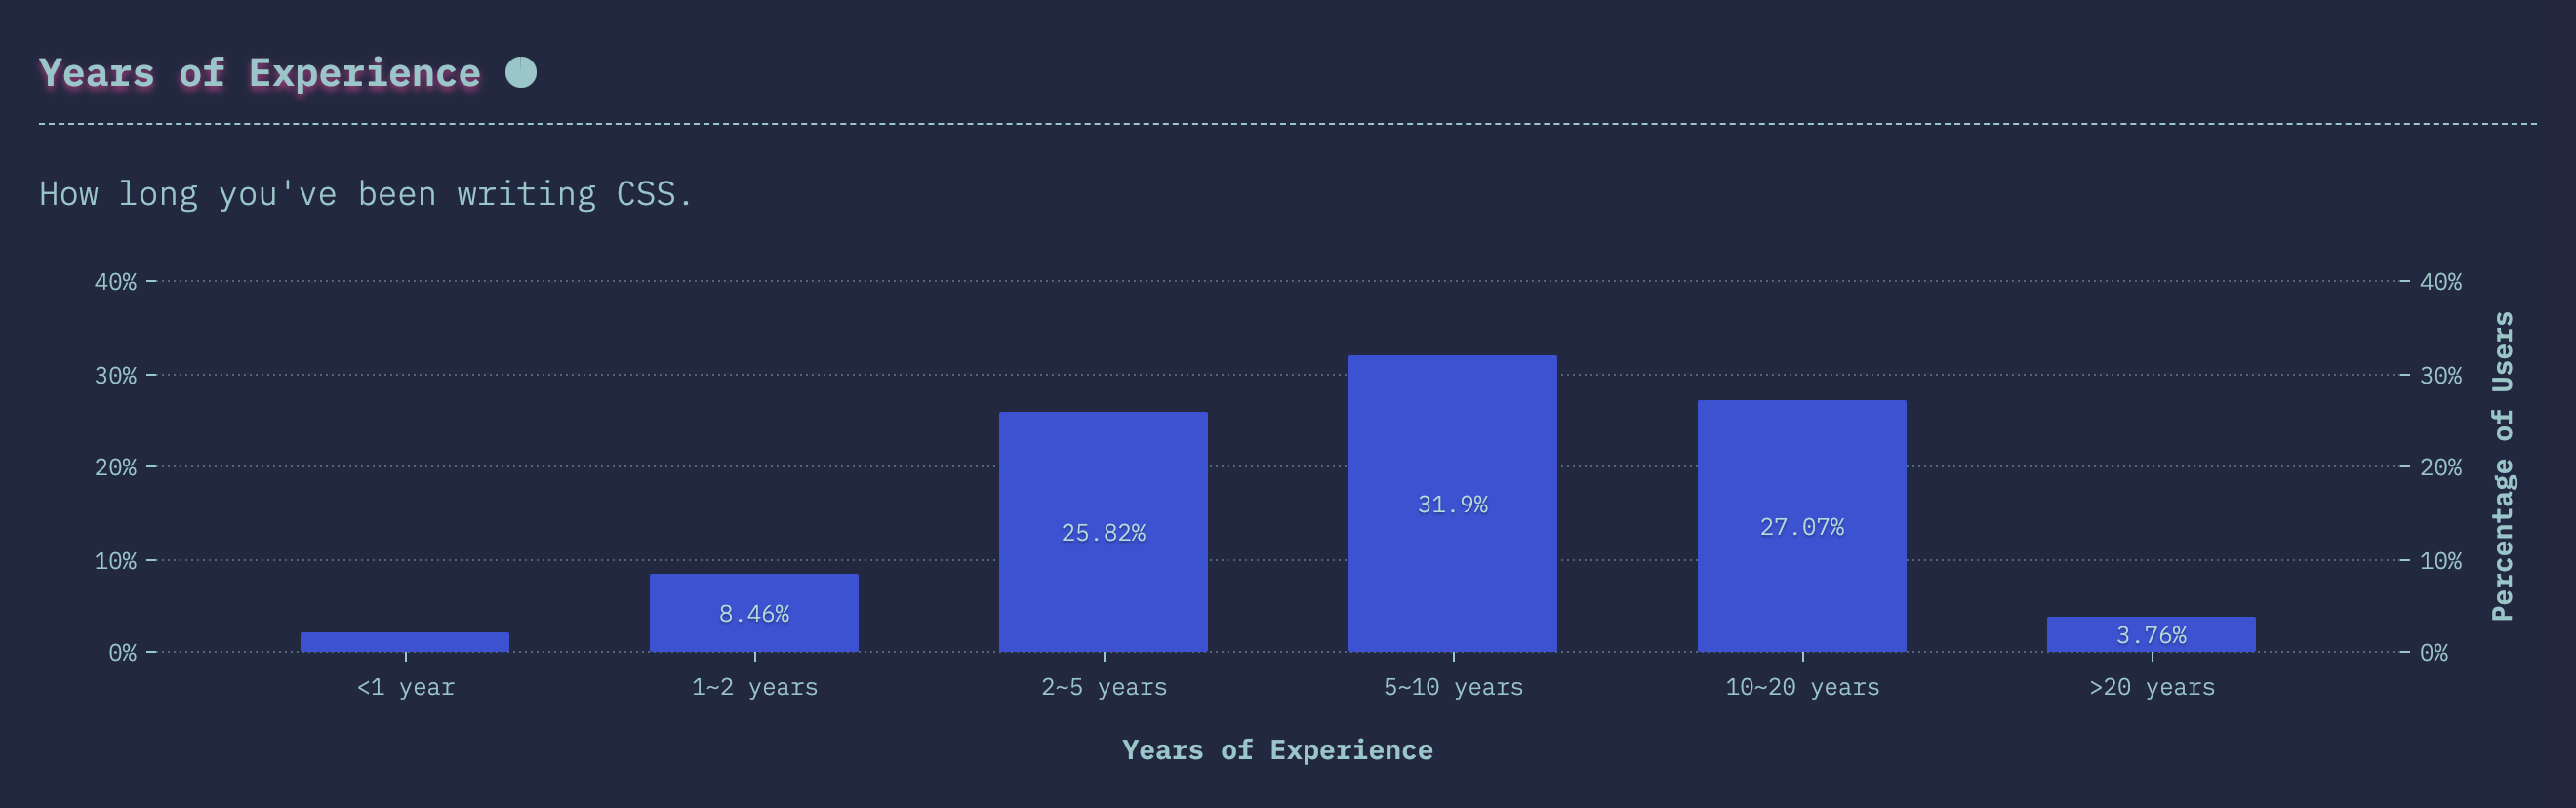 Years of Experience
How long you've been writing CSS.
40% 40%
30% 30%
20% 20%
10% 10%
0% 0%
8.46% 25.82% 31.9% 27.07% 3.76%
<1 year 1~2 years 2~5 years 5~10 years 10~20 years >20 years
Years of Experience
Percentage of Users